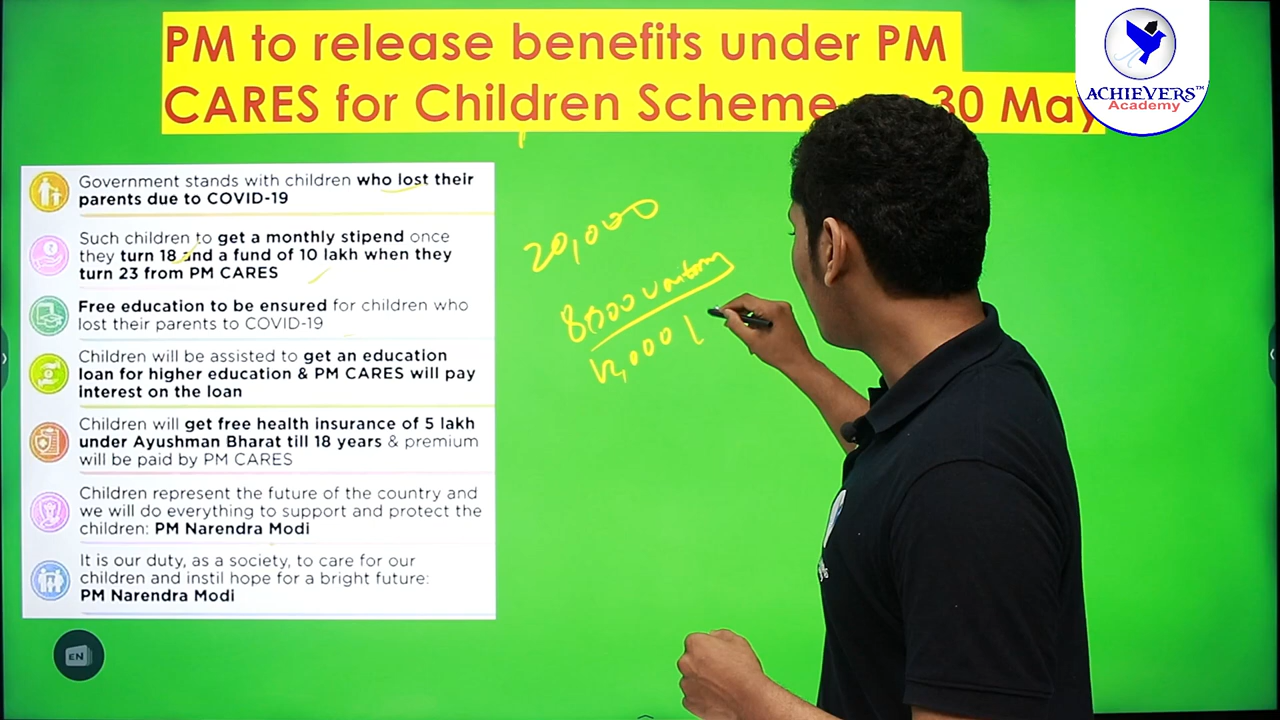 PM to release benefits under PM
CARES for Children Scheme 30 May
ACHIEVERS™
Academy
Government stands with children who lost their
parents due to COVID-19
Such children to get a monthly stipend once
they turn 18 and a fund of 10 lakh when they
turn 23 from PM CARES
Free education to be ensured for children who
lost their parents to COVID-19
Children will be assisted to get an education
loan for higher education & PM CARES will pay
interest on the loan
Children will get free health insurance of 5 lakh
under Ayushman Bharat till 18 years & premium
will be paid by PM CARES
Children represent the future of the country and
we will do everything to support and protect the
children: PM Narendra Modi
It is our duty, as a society, to care for our
children and instil hope for a bright future:
PM Narendra Modi
EN
20,000
12,000